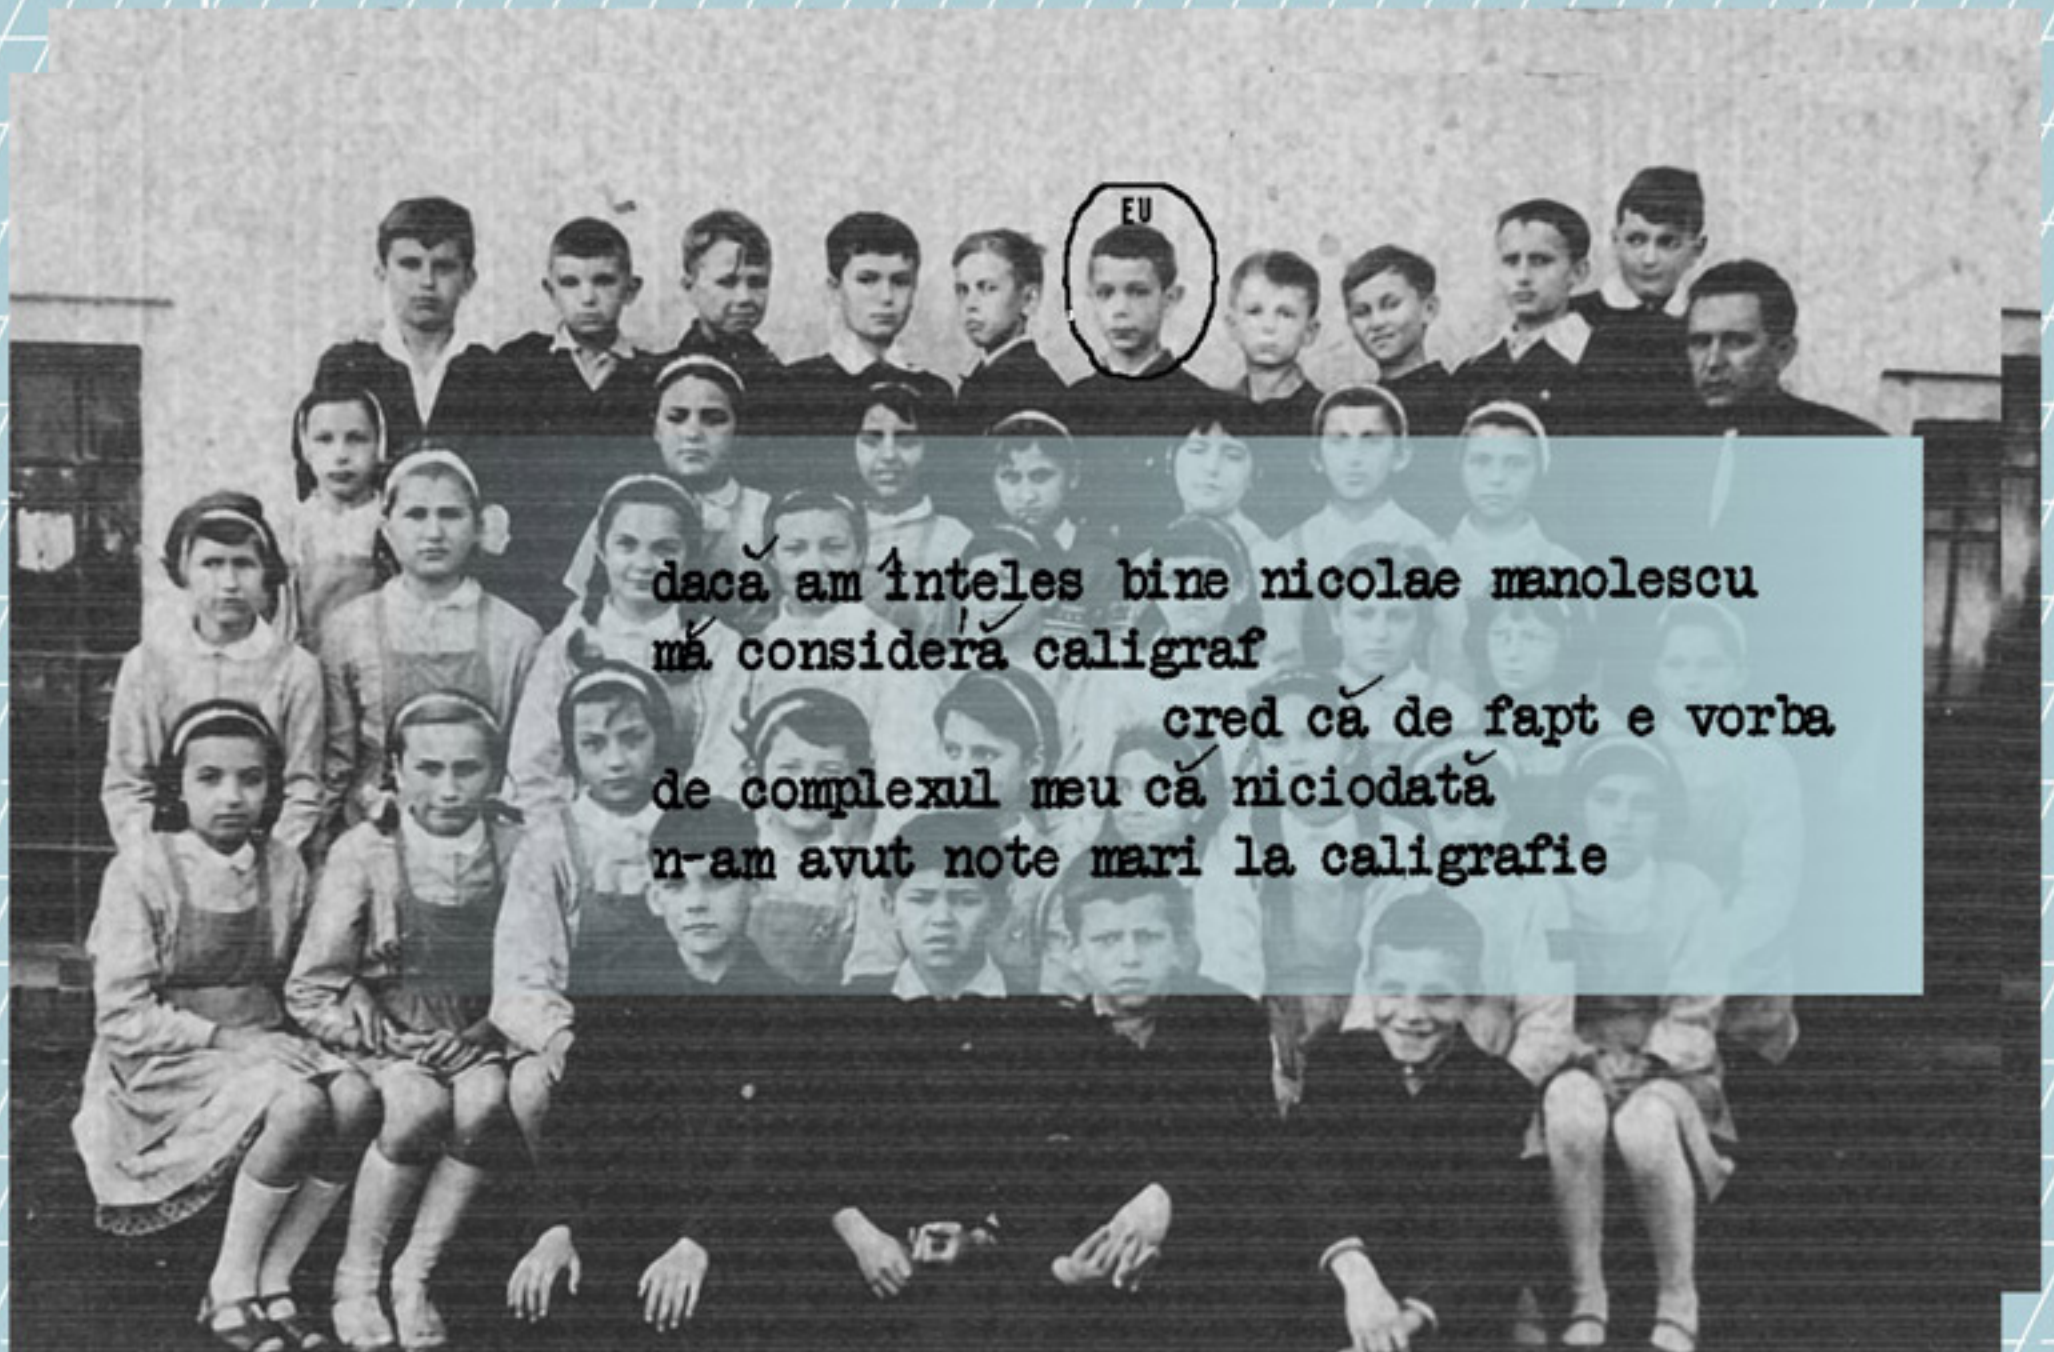 EU
dacă am înțeles bine nicolae manolescu
mă consideră caligraf
cred că de fapt e vorba
de complexul meu că niciodată
n-am avut note mari la caligrafie